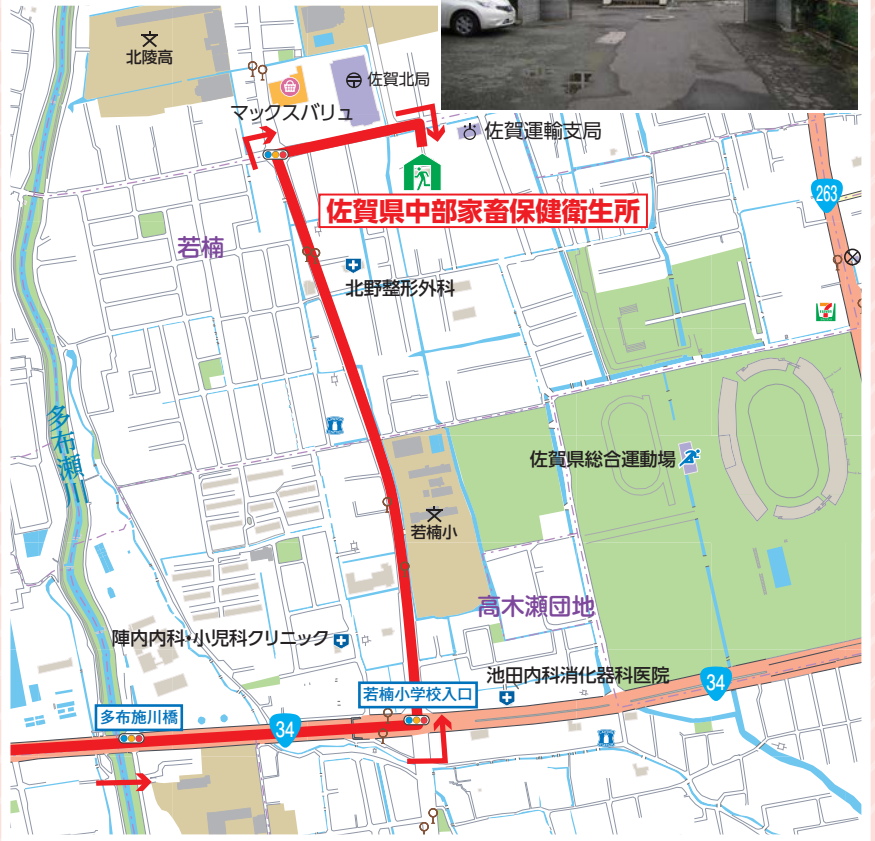 北陵高
佐賀北局
マックスバリュ
佐賀運輸支局
佐賀県中部家畜保健衛生所
263
若楠
北野整形外科
多布瀬川
佐賀県総合運動場
若楠小
高木瀬団地
陣内内科・小児科クリニック
池田内科消化器科医院
34
若楠小学校入口
多布施川橋
34